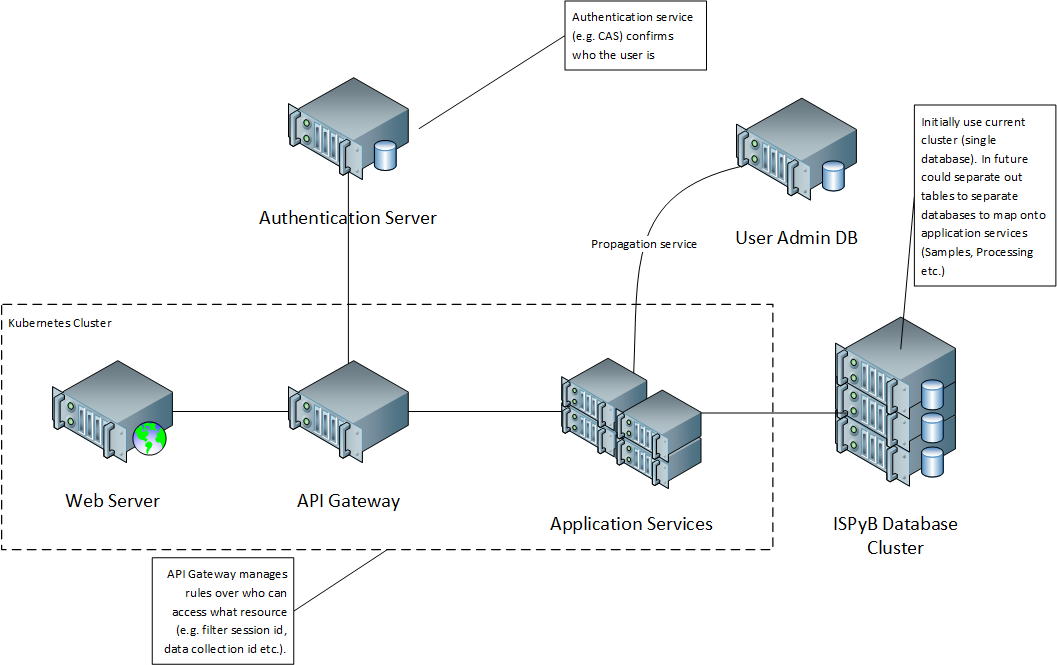 Authentication service
(e.g. CAS) confirms
who the user is
Authentication Server
User Admin DB
Propagation service
Initially use current
cluster (single
database). In future
could separate out
tables to separate
databases to map onto
application services
(Samples, Processing
etc.)
Kubernetes Cluster
Web Server
API Gateway
Application Services
ISPyB Database
Cluster
API Gateway manages
rules over who can
access what resource
(e.g. filter session id,
data collection id etc.).